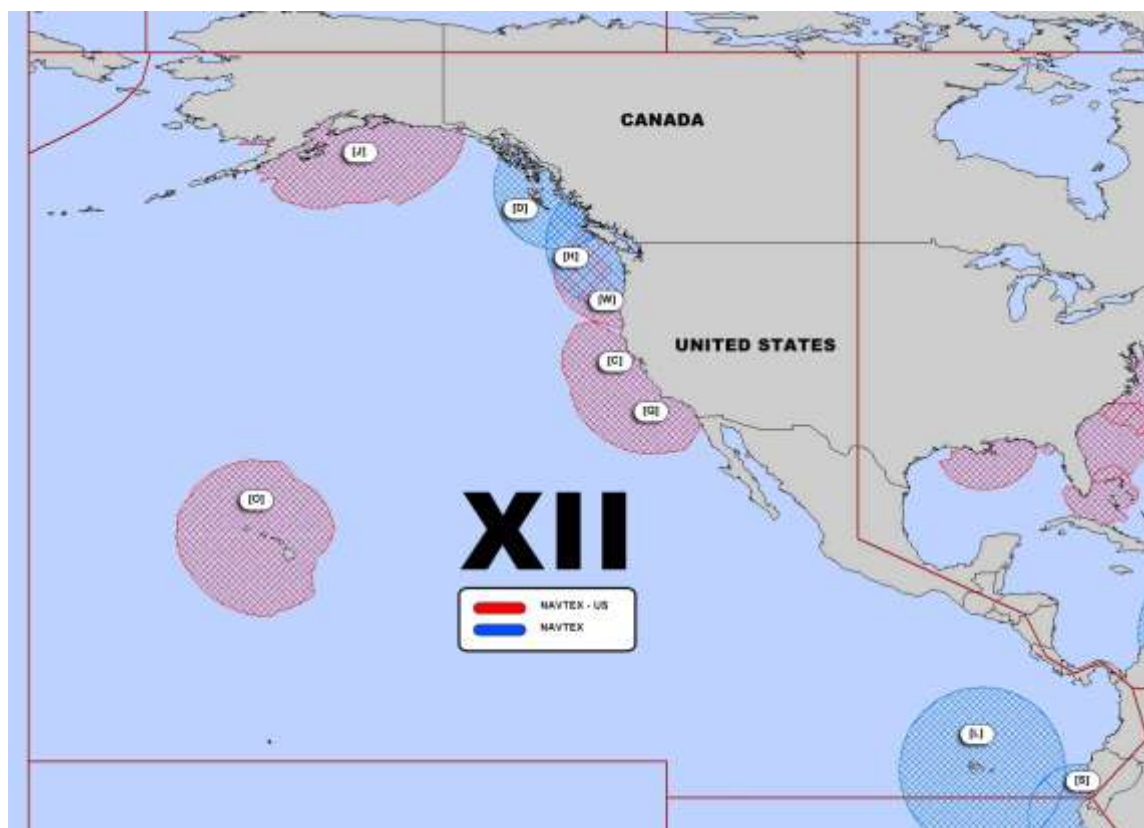 CANADA
[J]
[D]
[H]
[W]
UNITED STATES
[C]
[Q]
[O]
XII
NAVTEX - US
NAVTEX
[L]
[S]